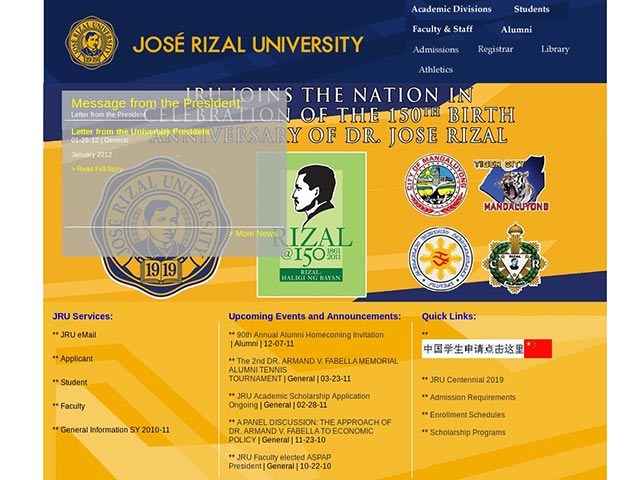 Academic Divisions
Students
Faculty & Staff
Alumni
Admissions
Registrar
Library
Athletics
JOSÉ RIZAL UNIVERSITY
1919
JRU JOINS THE NATION IN
CELEBRATION OF THE 150TH BIRTH
ANNIVERSARY OF DR. JOSE RIZAL
Message from the President,
Letter from the President
Letter from the University President
01-25-12 | General
January 2012
...
> Read Full Story
> More News
JOSÉ RIZAL UNIVERSITY
1919
RIZAL
@150
1861
2011
RIZAL:
HALIGI NG BAYAN
CITY OF MANDALUYONG
TIGER CITY
MANDALUYONG
JRU Services:
** JRU eMail
** Applicant
** Student
** Faculty
** General Information SY 2010-11
Upcoming Events and Announcements:
** 90th Annual Alumni Homecoming Invitation
| Alumni | 12-07-11
** The 2nd DR. ARMAND V. FABELLA MEMORIAL
ALUMNI TENNIS
TOURNAMENT | General | 03-23-11
** JRU Academic Scholarship Application
Ongoing | General | 02-28-11
** A PANEL DISCUSSION: THE APPROACH OF
DR. ARMAND V. FABELLA TO ECONOMIC
POLICY | General | 11-23-10
** JRU Faculty elected ASPAP
President | General | 10-22-10
Quick Links:
**
中国学生申请点击这里
** JRU Centennial 2019
** Admission Requirements
** Enrollment Schedules
** Scholarship Programs